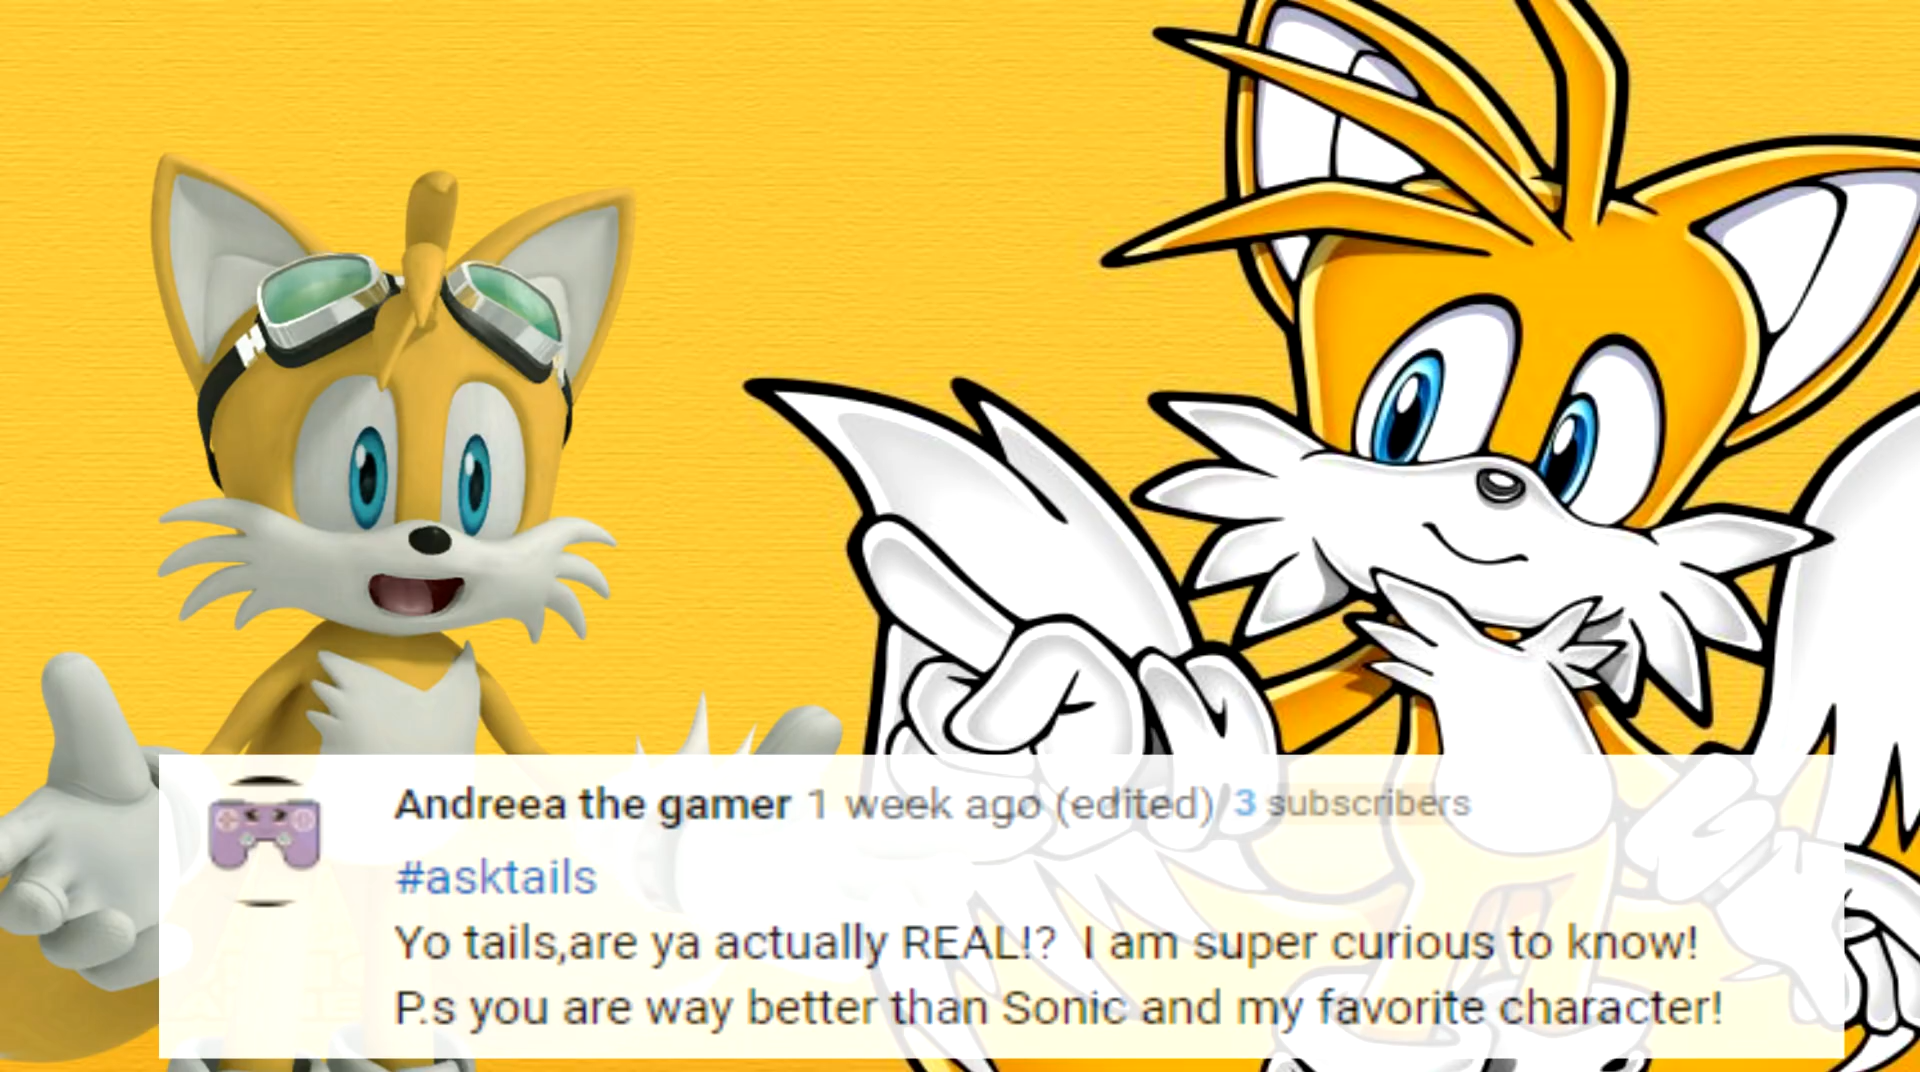 Andreea the gamer 1 week ago (edited) 3 subscribers
#asktails
Yo tails,are ya actually REAL!? I am super curious to know!
P.s you are way better than Sonic and my favorite character!